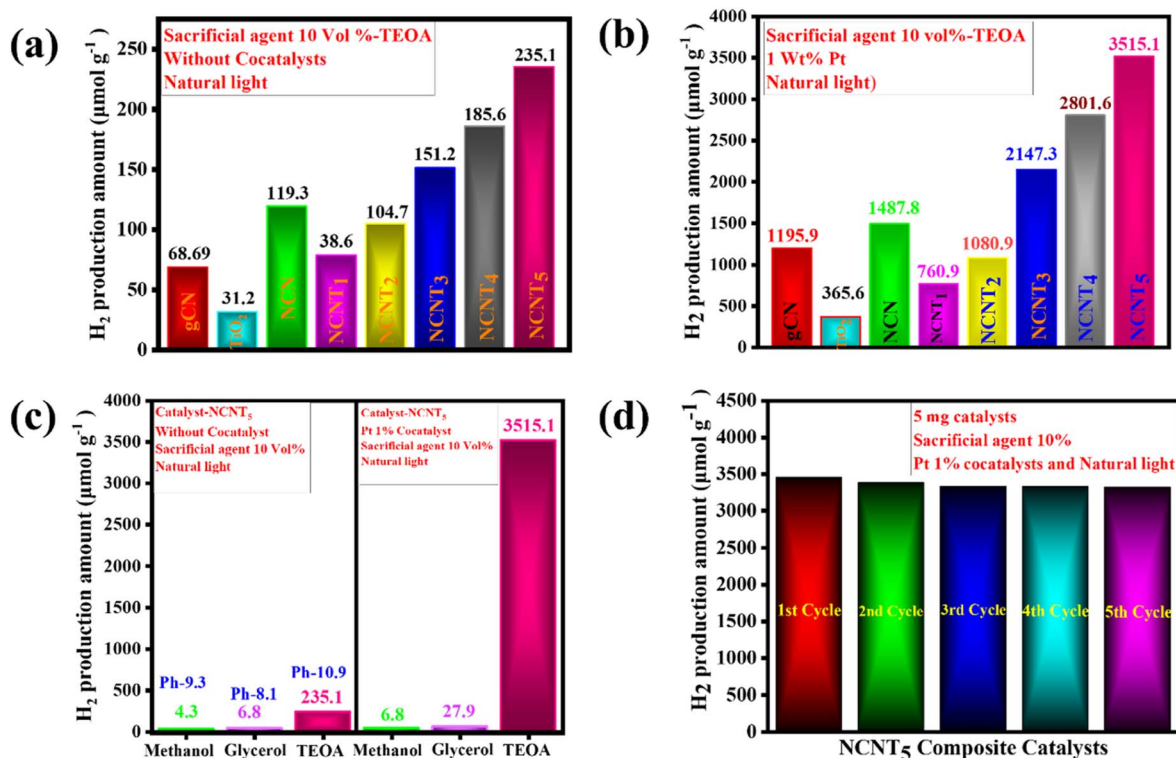 (a)
H₂ production amount (μmol g⁻¹)
250
200
150
100
50
0
Sacrificial agent 10 Vol %-TEOA
Without Cocatalysts
Natural light
68.69
31.2
119.3
38.6
104.7
151.2
185.6
235.1
gCN
TiO₂
NCN
NCNT₁
NCNT₂
NCNT₃
NCNT₄
NCNT₅
(b)
H₂ production amount (μmol g⁻¹)
4000
3500
3000
2500
2000
1500
1000
500
0
Sacrificial agent 10 vol%-TEOA
1 Wt% Pt
Natural light)
1195.9
365.6
1487.8
760.9
1080.9
2147.3
2801.6
3515.1
gCN
TiO₂
NCN
NCNT₁
NCNT₂
NCNT₃
NCNT₄
NCNT₅
(c)
H₂ production amount (μmol g⁻¹)
4000
3500
3000
2500
2000
1500
1000
500
0
Catalyst-NCNT₅
Without Cocatalyst
Sacrificial agent 10 Vol%
Natural light
Ph-9.3
Ph-8.1
Ph-10.9
4.3
6.8
235.1
Catalyst-NCNT₅
Pt 1% Cocatalyst
Sacrificial agent 10 Vol%
Natural light
6.8
27.9
3515.1
Methanol Glycerol TEOA Methanol Glycerol TEOA
(d)
H₂ production amount (μmol g⁻¹)
4500
4000
3500
3000
2500
2000
1500
1000
500
0
5 mg catalysts
Sacrificial agent 10%
Pt 1% cocatalysts and Natural light
1st Cycle
2nd Cycle
3rd Cycle
4th Cycle
5th Cycle
NCNT₅ Composite Catalysts